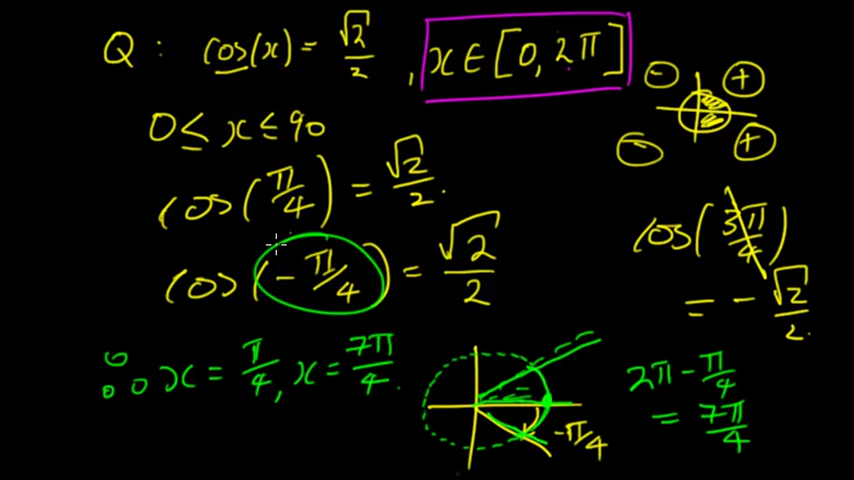 Q : cos(x) = √2/2 , x ∈ [0, 2π]
− +
− +
0 ≤ x ≤ 90
cos(π/4) = √2/2.
cos(3π/4)
= − √2/2.
cos(−π/4) = √2/2
∴ x = π/4, x = 7π/4.
−π/4
2π − π/4
= 7π/4